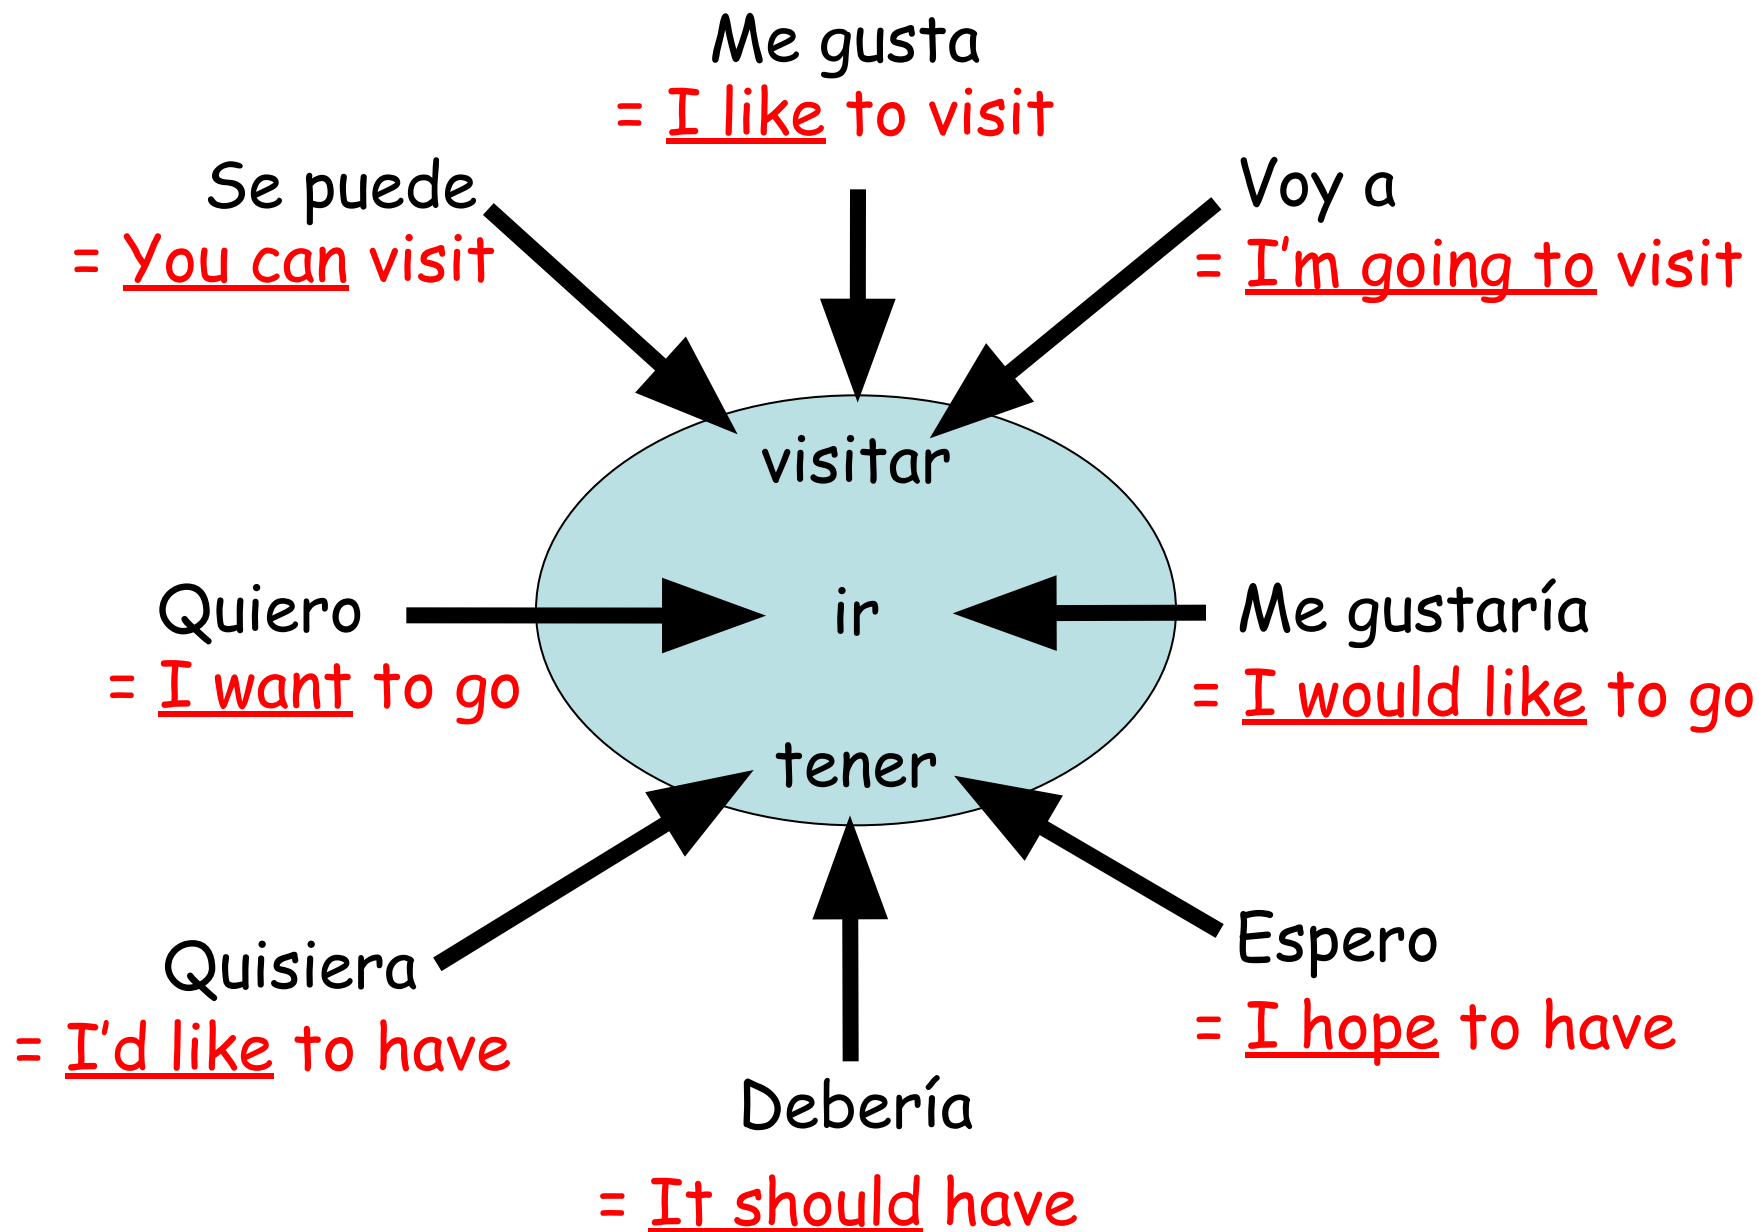 Me gusta
= I like to visit
Se puede
= You can visit
Voy a
= I'm going to visit
visitar
Quiero
= I want to go
ir
Me gustaría
= I would like to go
tener
Quisiera
= I'd like to have
Espero
= I hope to have
Debería
= It should have